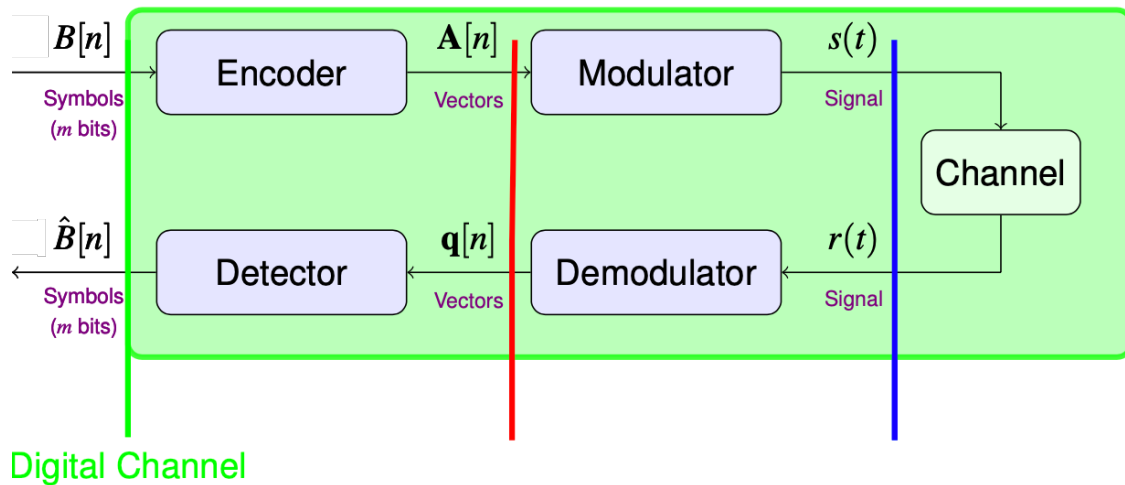 B[n]
Encoder
A[n]
Modulator
s(t)
Symbols
(m bits)
Vectors
Signal
Channel
B̂[n]
Detector
q[n]
Demodulator
r(t)
Symbols
(m bits)
Vectors
Signal
Digital Channel